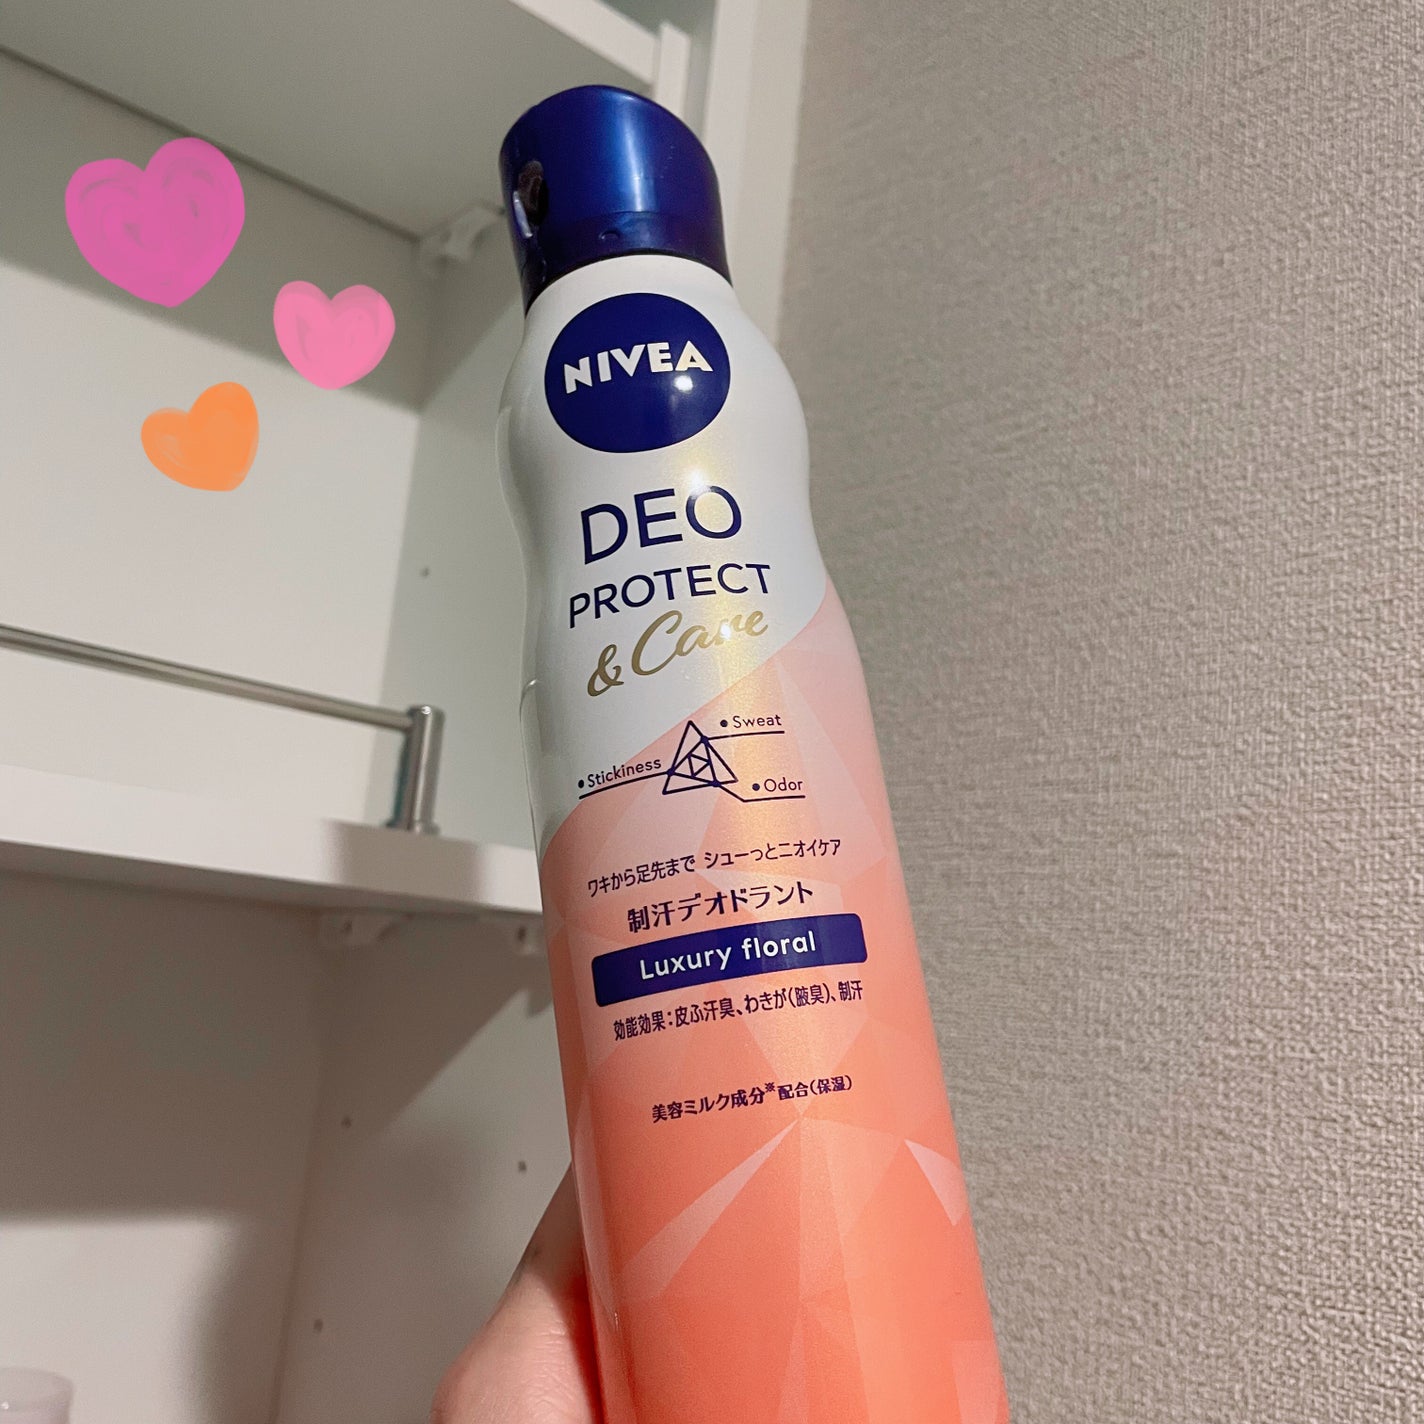 NIVEA
DEO
PROTECT
& Care
Sweat
Stickiness
Odor
ワキから足先まで シューっとニオイケア
制汗デオドラント
Luxury floral
効能効果：皮ふ汗臭、わきが（腋臭）、制汗
美容ミルク成分※配合（保湿）